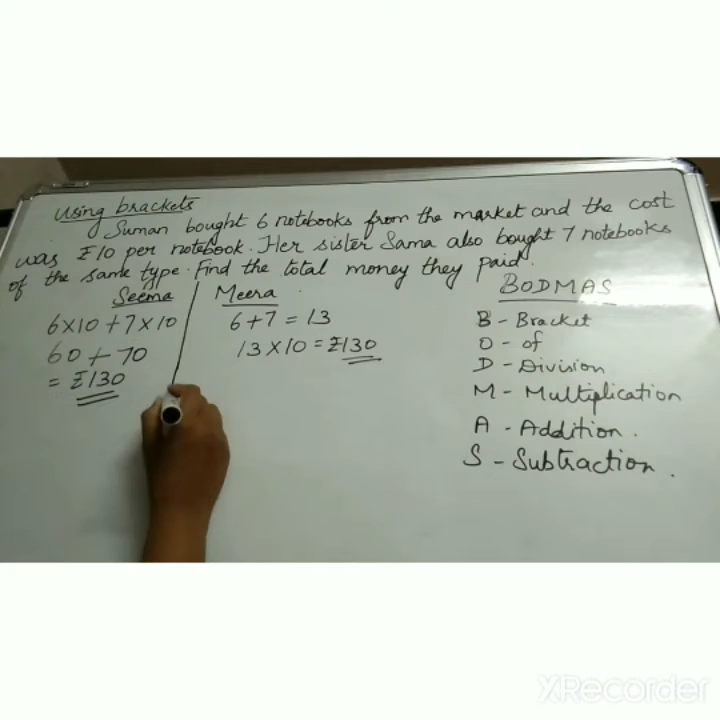 Using brackets
Suman bought 6 notebooks from the market and the cost
was ₹10 per notebook. Her sister Sama also bought 7 notebooks
of the same type. Find the total money they paid.
Seema
6×10+7×10
60+70
= ₹130
Meera
6+7=13
13×10=₹130
BODMAS
B - Bracket
O - of
D - Division
M - Multiplication
A - Addition.
S - Subtraction.
XRecorder